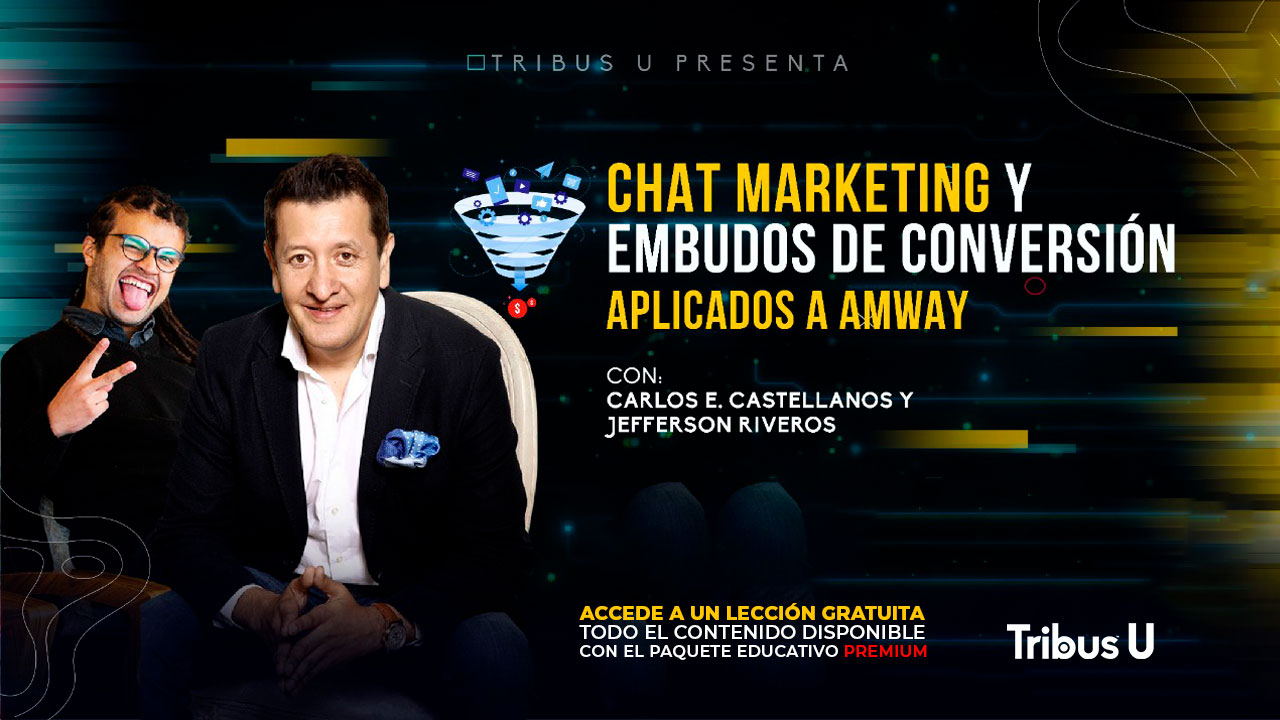 TRIBUS U PRESENTA
CHAT MARKETING Y
EMBUDOS DE CONVERSIÓN
APLICADOS A AMWAY
CON:
CARLOS E. CASTELLANOS Y
JEFFERSON RIVEROS
ACCEDE A UN LECCIÓN GRATUITA
TODO EL CONTENIDO DISPONIBLE
CON EL PAQUETE EDUCATIVO PREMIUM
Tribus U